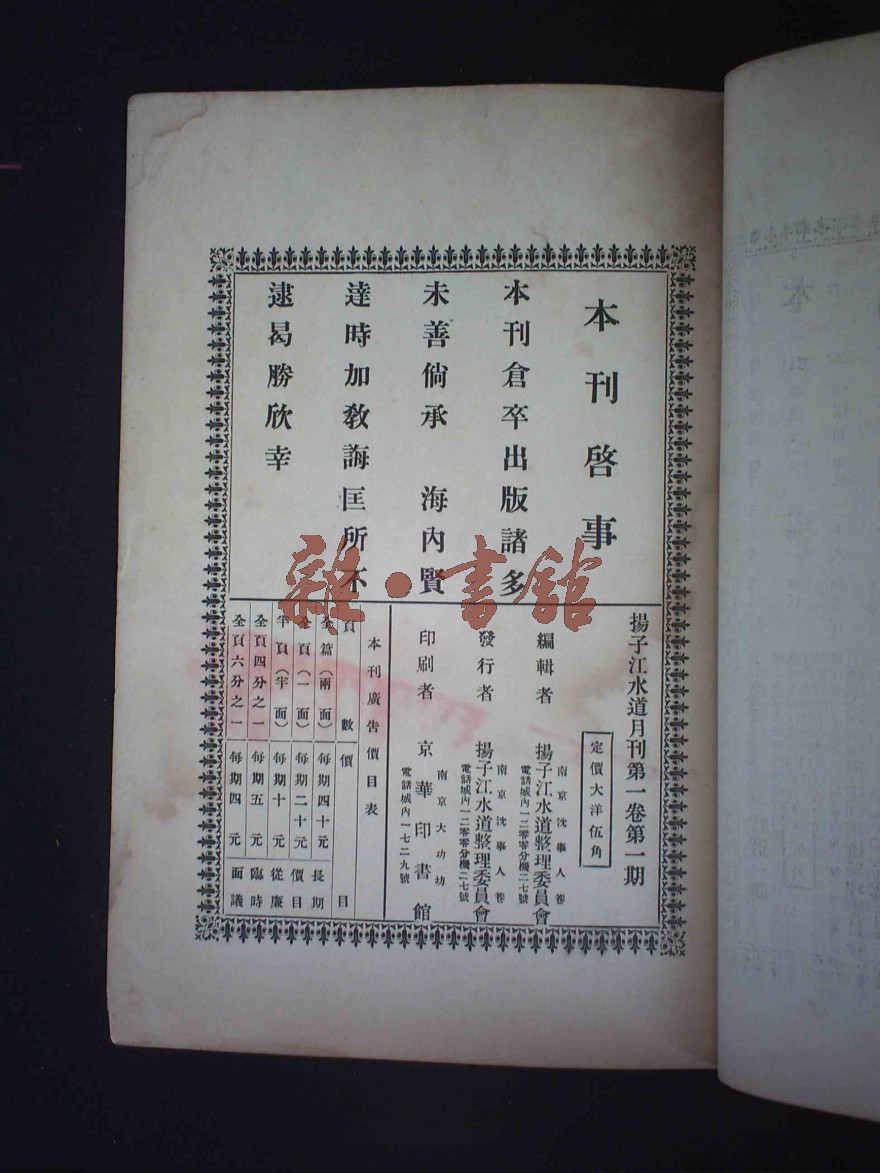 本刊啓事
本刊倉卒出版諸多
未善倘承　海内賢
達時加教誨匡所不
逮曷勝欣幸
揚子江水道月刊第一卷第一期
定價大洋伍角
編輯者
南京沈舉人巷
揚子江水道整理委員會
電話城內一二零零分機二七號
發行者
南京沈舉人巷
揚子江水道整理委員會
電話城內一二零零分機二七號
印刷者
南京大功坊
京華印書館
電話城內一七二九號
本刊廣告價目表
頁數　價目
全篇（兩面）　每期四十元
全頁（一面）　每期二十元
半頁（半面）　每期十元
全頁四分之一　每期五元
全頁六分之一　每期四元
長期
價目
從廉
臨時
面議
雜·書館